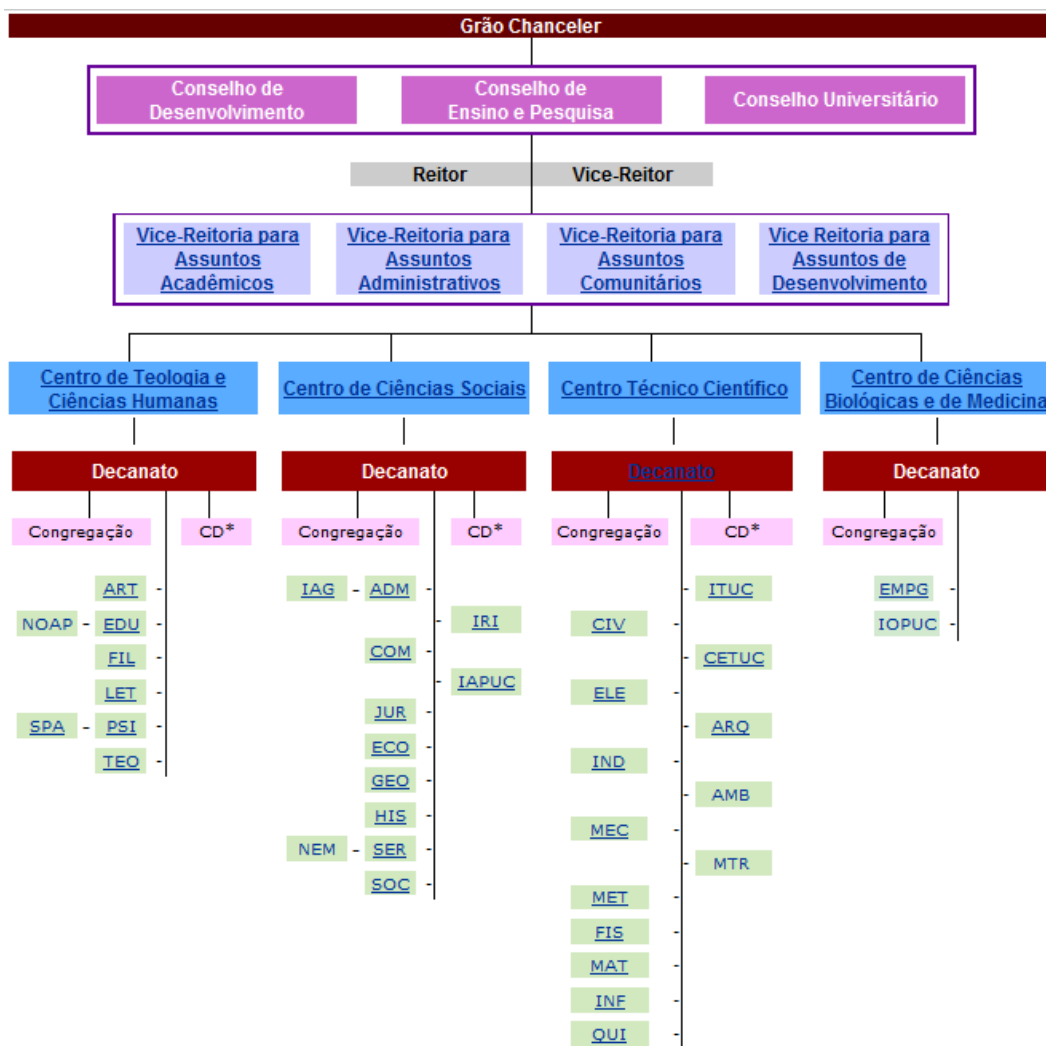 Grão Chanceler
Conselho de
Desenvolvimento
Conselho de
Ensino e Pesquisa
Conselho Universitário
Reitor
Vice-Reitor
Vice-Reitoria para
Assuntos
Acadêmicos
Vice-Reitoria para
Assuntos
Administrativos
Vice-Reitoria para
Assuntos
Comunitários
Vice Reitoria para
Assuntos de
Desenvolvimento
Centro de Teologia e
Ciências Humanas
Centro de Ciências Sociais
Centro Técnico Científico
Centro de Ciências
Biológicas e de Medicina
Decanato
Decanato
Decanato
Decanato
Congregação
CD*
Congregação
CD*
Congregação
CD*
Congregação
ART
NOAP - EDU
FIL
LET
SPA - PSI
TEO
IAG - ADM
IRI
COM
IAPUC
JUR
ECO
GEO
HIS
NEM - SER
SOC
ITUC
CIV
CETUC
ELE
ARQ
IND
AMB
MEC
MTR
MET
FIS
MAT
INF
QUI
EMPG
IOPUC